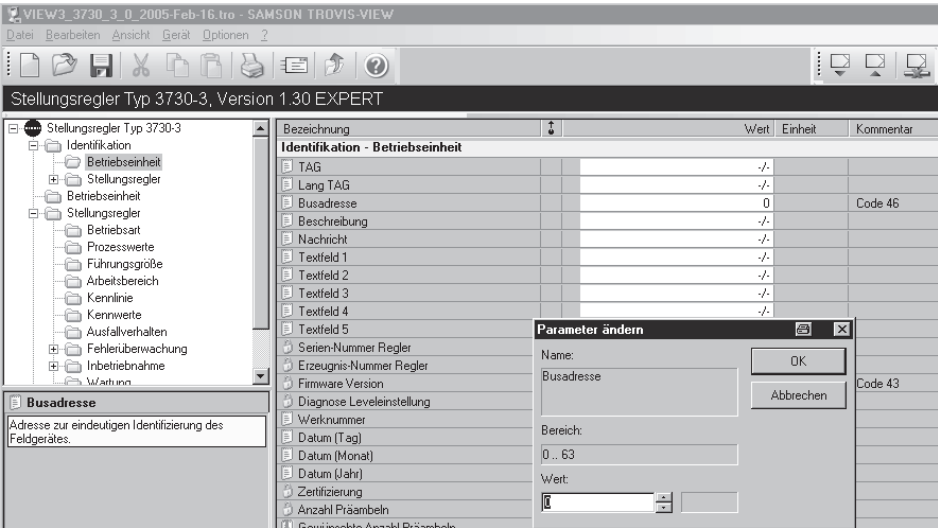 VIEW3_3730_3_0_2005-Feb-16.tro - SAMSON TROVIS-VIEW
Datei Bearbeiten Ansicht Gerät Optionen ?
Stellungsregler Typ 3730-3, Version 1.30 EXPERT
Stellungsregler Typ 3730-3
Identifikation
Betriebseinheit
Stellungsregler
Betriebseinheit
Stellungsregler
Betriebsart
Prozesswerte
Führungsgröße
Arbeitsbereich
Kennlinie
Kennwerte
Ausfallverhalten
Fehlerüberwachung
Inbetriebnahme
Wartung
Busadresse
Adresse zur eindeutigen Identifizierung des
Feldgerätes.
Bezeichnung Wert Einheit Kommentar
Identifikation - Betriebseinheit
TAG -/-
Lang TAG -/-
Busadresse 0 Code 46
Beschreibung -/-
Nachricht -/-
Textfeld 1 -/-
Textfeld 2 -/-
Textfeld 3 -/-
Textfeld 4 -/-
Textfeld 5
Serien-Nummer Regler
Erzeugnis-Nummer Regler
Firmware Version Code 43
Diagnose Leveleinstellung
Werknummer
Datum (Tag)
Datum (Monat)
Datum (Jahr)
Zertifizierung
Anzahl Präambeln
Gewünschte Anzahl Präambeln
Parameter ändern
Name:
Busadresse
OK
Abbrechen
Bereich:
0 .. 63
Wert:
0